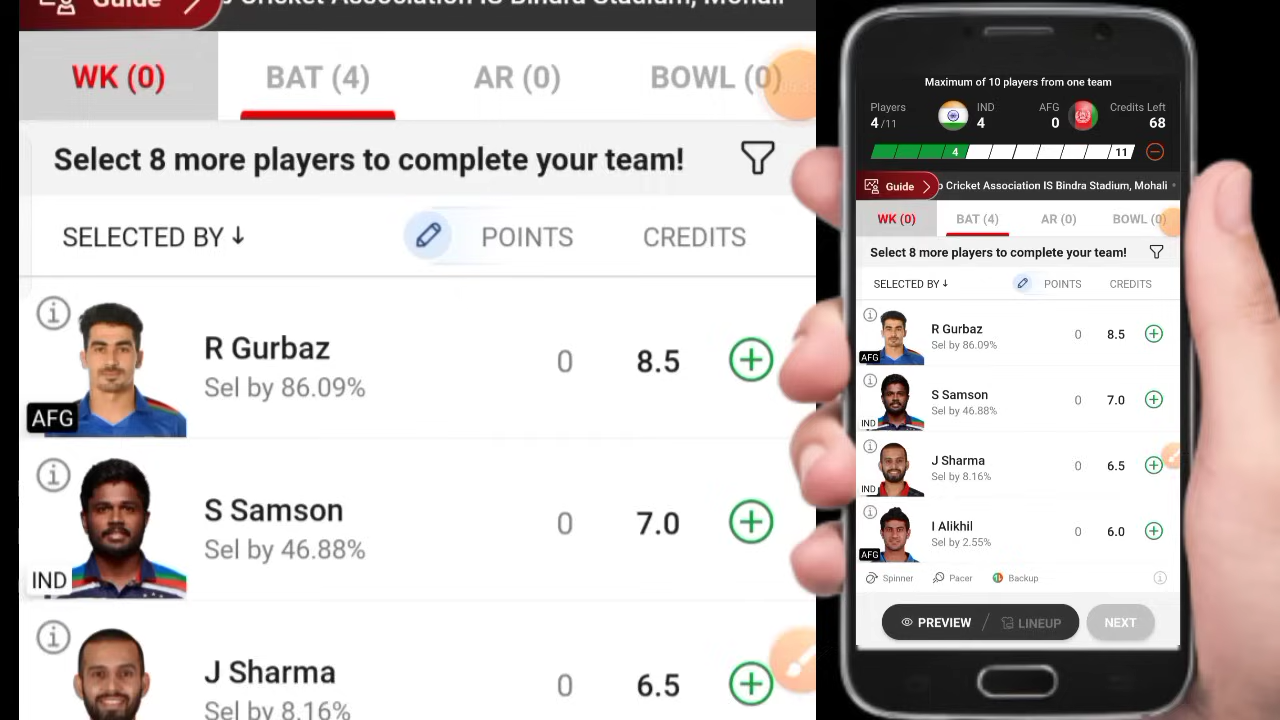 Guide
Cricket Association IS Bindra Stadium, Mohali
WK (0) BAT (4) AR (0) BOWL (0)
Select 8 more players to complete your team!
SELECTED BY ↓ POINTS CREDITS
R Gurbaz
Sel by 86.09%
0 8.5
AFG
S Samson
Sel by 46.88%
0 7.0
IND
J Sharma
Sel by 8.16%
0 6.5
Maximum of 10 players from one team
Players IND AFG Credits Left
4/11 4 0 68
4 11
Guide
Cricket Association IS Bindra Stadium, Mohali
WK (0) BAT (4) AR (0) BOWL (0)
Select 8 more players to complete your team!
SELECTED BY ↓ POINTS CREDITS
R Gurbaz
Sel by 86.09%
0 8.5
AFG
S Samson
Sel by 46.88%
0 7.0
IND
J Sharma
Sel by 8.16%
0 6.5
IND
I Alikhil
Sel by 2.55%
0 6.0
AFG
Spinner Pacer Backup
PREVIEW / LINEUP NEXT